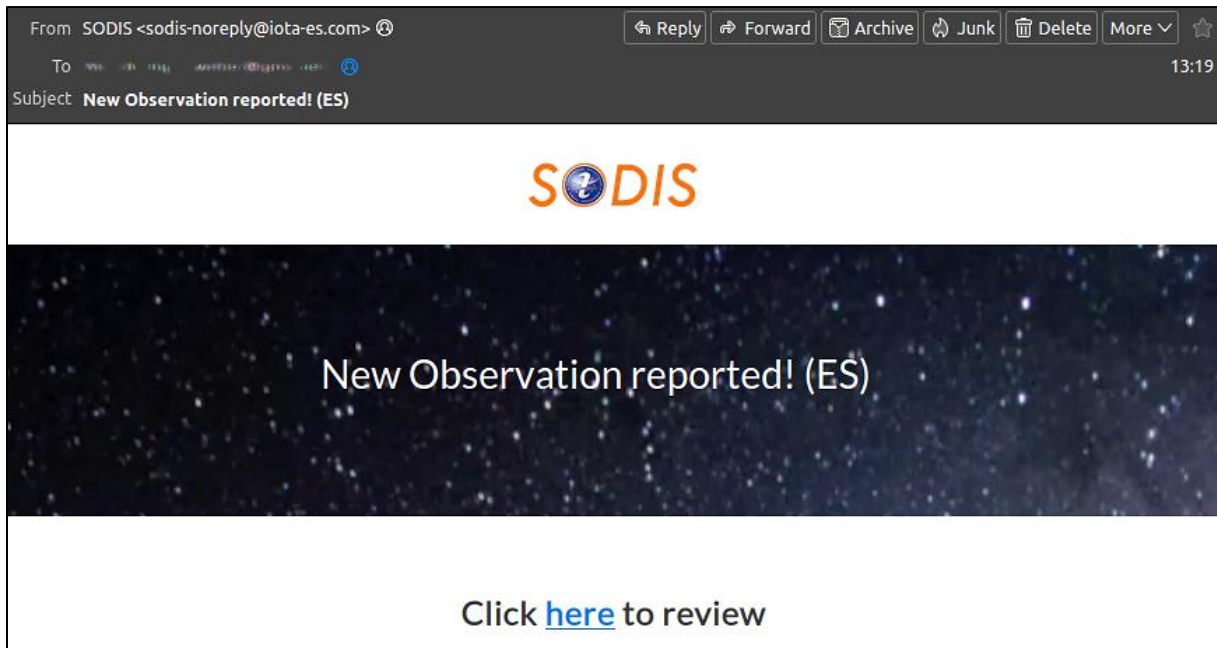 From SODIS <sodis-noreply@iota-es.com> Reply Forward Archive Junk Delete More
To 13:19
Subject New Observation reported! (ES)
SODIS
New Observation reported! (ES)
Click here to review